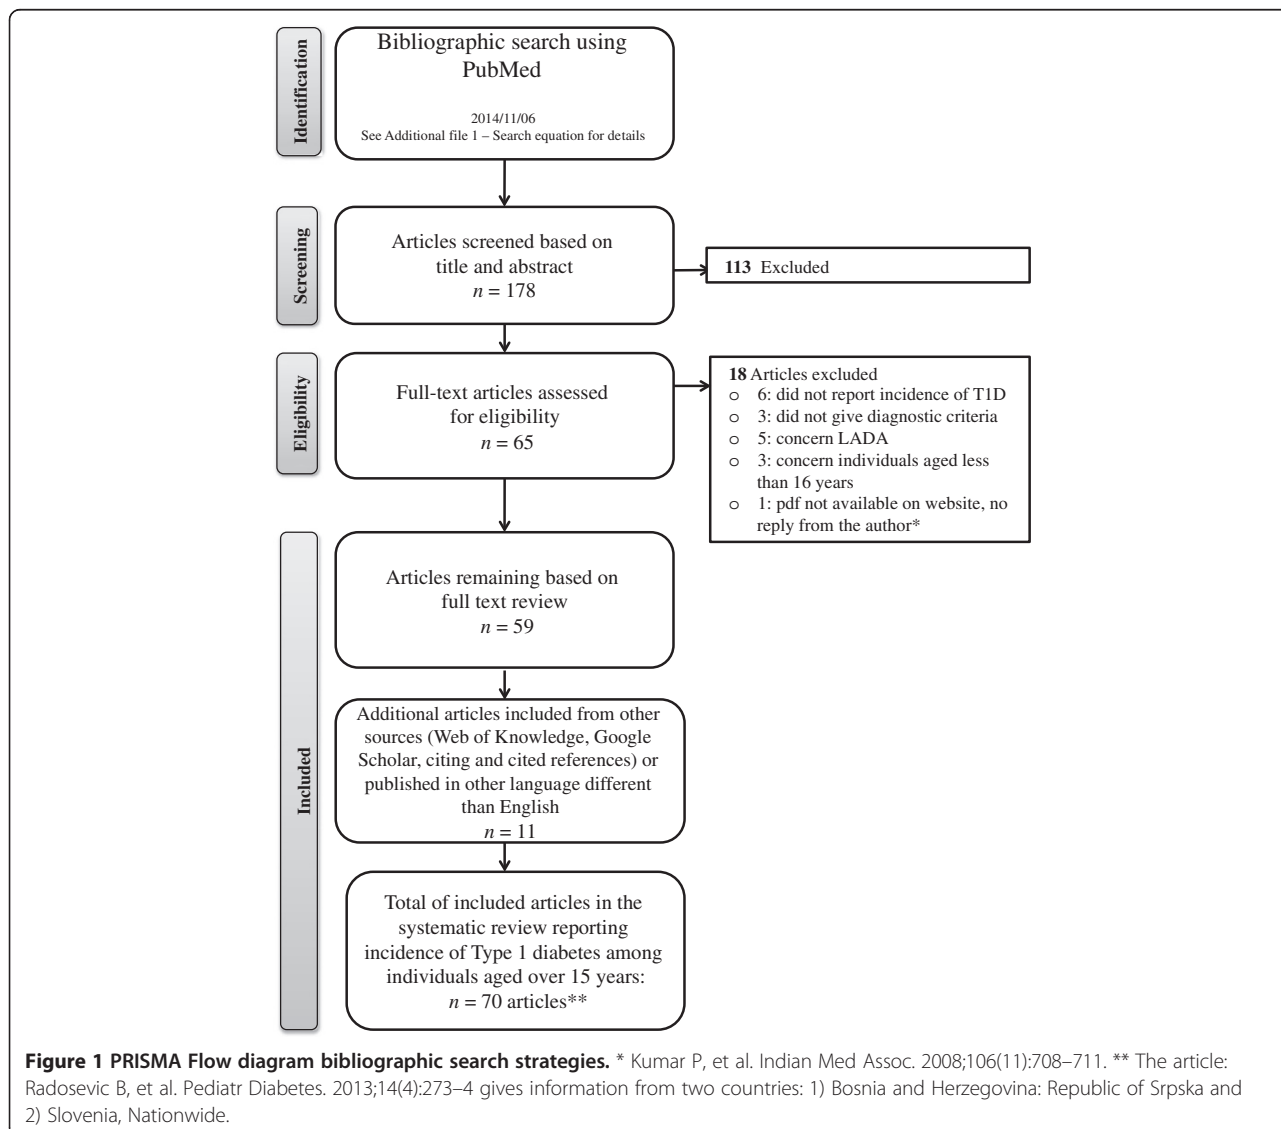 Identification
Bibliographic search using
PubMed
2014/11/06
See Additional file 1 – Search equation for details
Screening
Articles screened based on
title and abstract
n = 178
113 Excluded
Eligibility
Full-text articles assessed
for eligibility
n = 65
18 Articles excluded
o 6: did not report incidence of T1D
o 3: did not give diagnostic criteria
o 5: concern LADA
o 3: concern individuals aged less
than 16 years
o 1: pdf not available on website, no
reply from the author*
Included
Articles remaining based on
full text review
n = 59
Additional articles included from other
sources (Web of Knowledge, Google
Scholar, citing and cited references) or
published in other language different
than English
n = 11
Total of included articles in the
systematic review reporting
incidence of Type 1 diabetes among
individuals aged over 15 years:
n = 70 articles**
Figure 1 PRISMA Flow diagram bibliographic search strategies. * Kumar P, et al. Indian Med Assoc. 2008;106(11):708–711. ** The article:
Radosevic B, et al. Pediatr Diabetes. 2013;14(4):273–4 gives information from two countries: 1) Bosnia and Herzegovina: Republic of Srpska and
2) Slovenia, Nationwide.